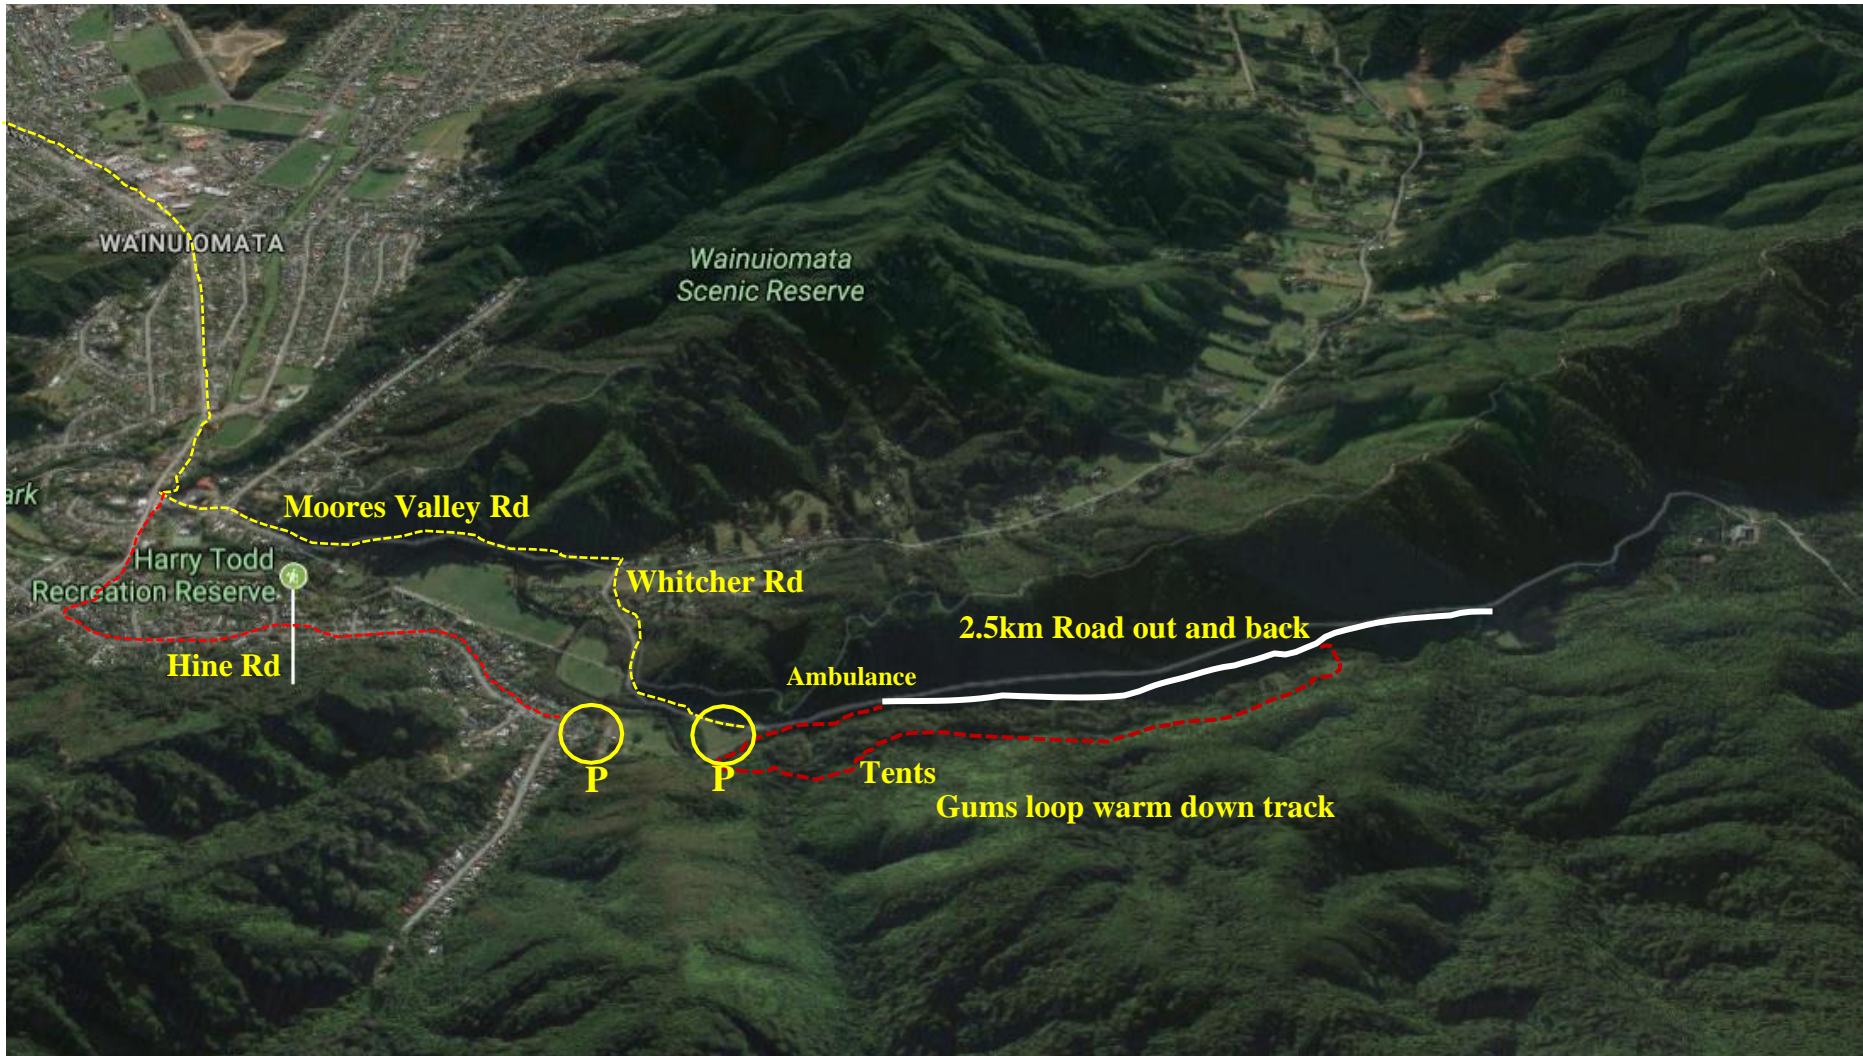 WAINUIOMATA
Wainuiomata
Scenic Reserve
ark
Moores Valley Rd
Harry Todd
Recreation Reserve
Whitcher Rd
2.5km Road out and back
Hine Rd
Ambulance
P
P
Tents
Gums loop warm down track